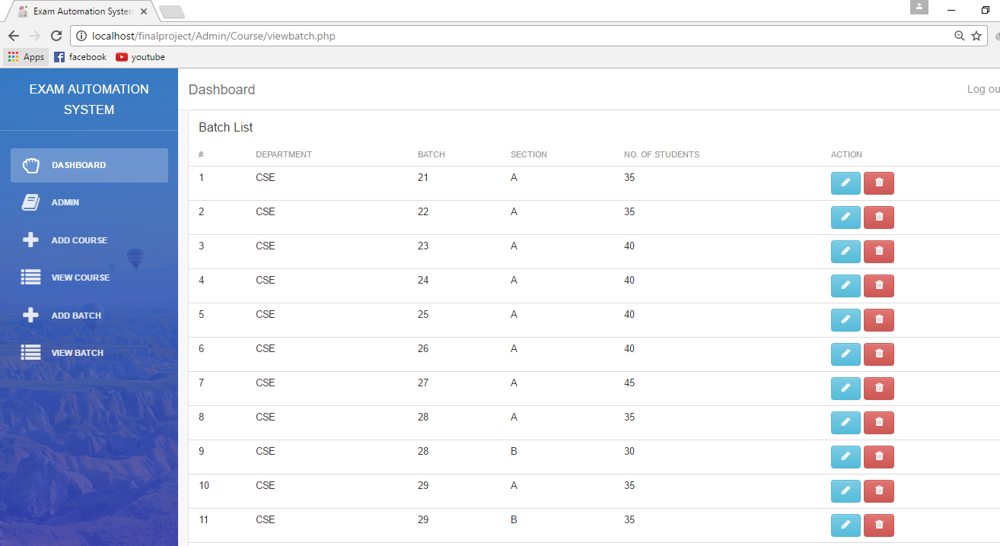 Exam Automation System
localhost/finalproject/Admin/Course/viewbatch.php
Apps facebook youtube
EXAM AUTOMATION
SYSTEM
DASHBOARD
ADMIN
ADD COURSE
VIEW COURSE
ADD BATCH
VIEW BATCH
Dashboard Log ou
Batch List
# DEPARTMENT BATCH SECTION NO. OF STUDENTS ACTION
1 CSE 21 A 35
2 CSE 22 A 35
3 CSE 23 A 40
4 CSE 24 A 40
5 CSE 25 A 40
6 CSE 26 A 40
7 CSE 27 A 45
8 CSE 28 A 35
9 CSE 28 B 30
10 CSE 29 A 35
11 CSE 29 B 35